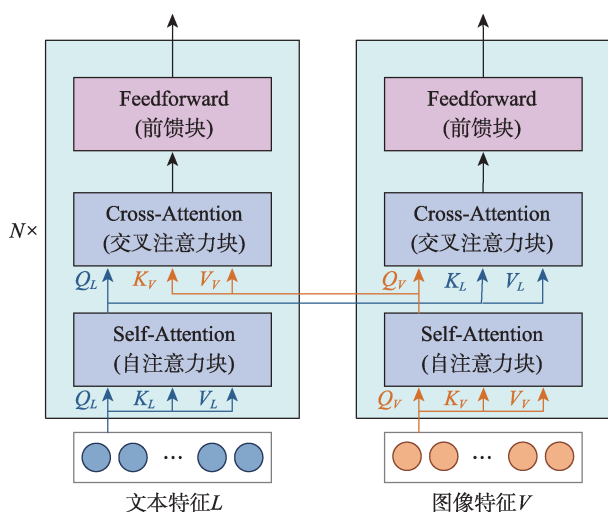 Feedforward
(前馈块)
Cross-Attention
(交叉注意力块)
N×
Q_L K_V V_V
Self-Attention
(自注意力块)
Q_L K_L V_L
...
文本特征L
Feedforward
(前馈块)
Cross-Attention
(交叉注意力块)
Q_V K_L V_L
Self-Attention
(自注意力块)
Q_V K_V V_V
...
图像特征V